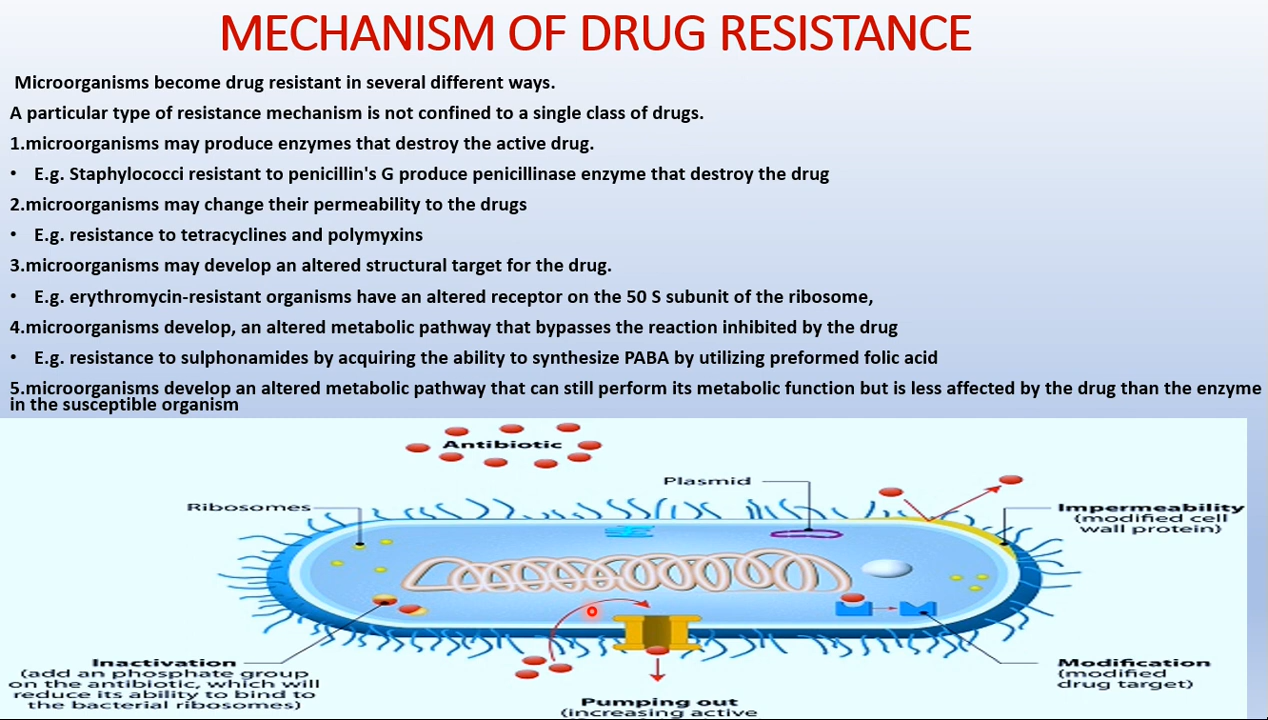 MECHANISM OF DRUG RESISTANCE
Microorganisms become drug resistant in several different ways.
A particular type of resistance mechanism is not confined to a single class of drugs.
1.microorganisms may produce enzymes that destroy the active drug.
• E.g. Staphylococci resistant to penicillin's G produce penicillinase enzyme that destroy the drug
2.microorganisms may change their permeability to the drugs
• E.g. resistance to tetracyclines and polymyxins
3.microorganisms may develop an altered structural target for the drug.
• E.g. erythromycin-resistant organisms have an altered receptor on the 50 S subunit of the ribosome,
4.microorganisms develop, an altered metabolic pathway that bypasses the reaction inhibited by the drug
• E.g. resistance to sulphonamides by acquiring the ability to synthesize PABA by utilizing preformed folic acid
5.microorganisms develop an altered metabolic pathway that can still perform its metabolic function but is less affected by the drug than the enzyme
in the susceptible organism
Antibiotic
Plasmid
Ribosomes
Impermeability
(modified cell
wall protein)
Inactivation
(add an phosphate group
on the antibiotic, which will
reduce its ability to bind to
the bacterial ribosomes)
Modification
(modified
drug target)
Pumping out
(increasing active